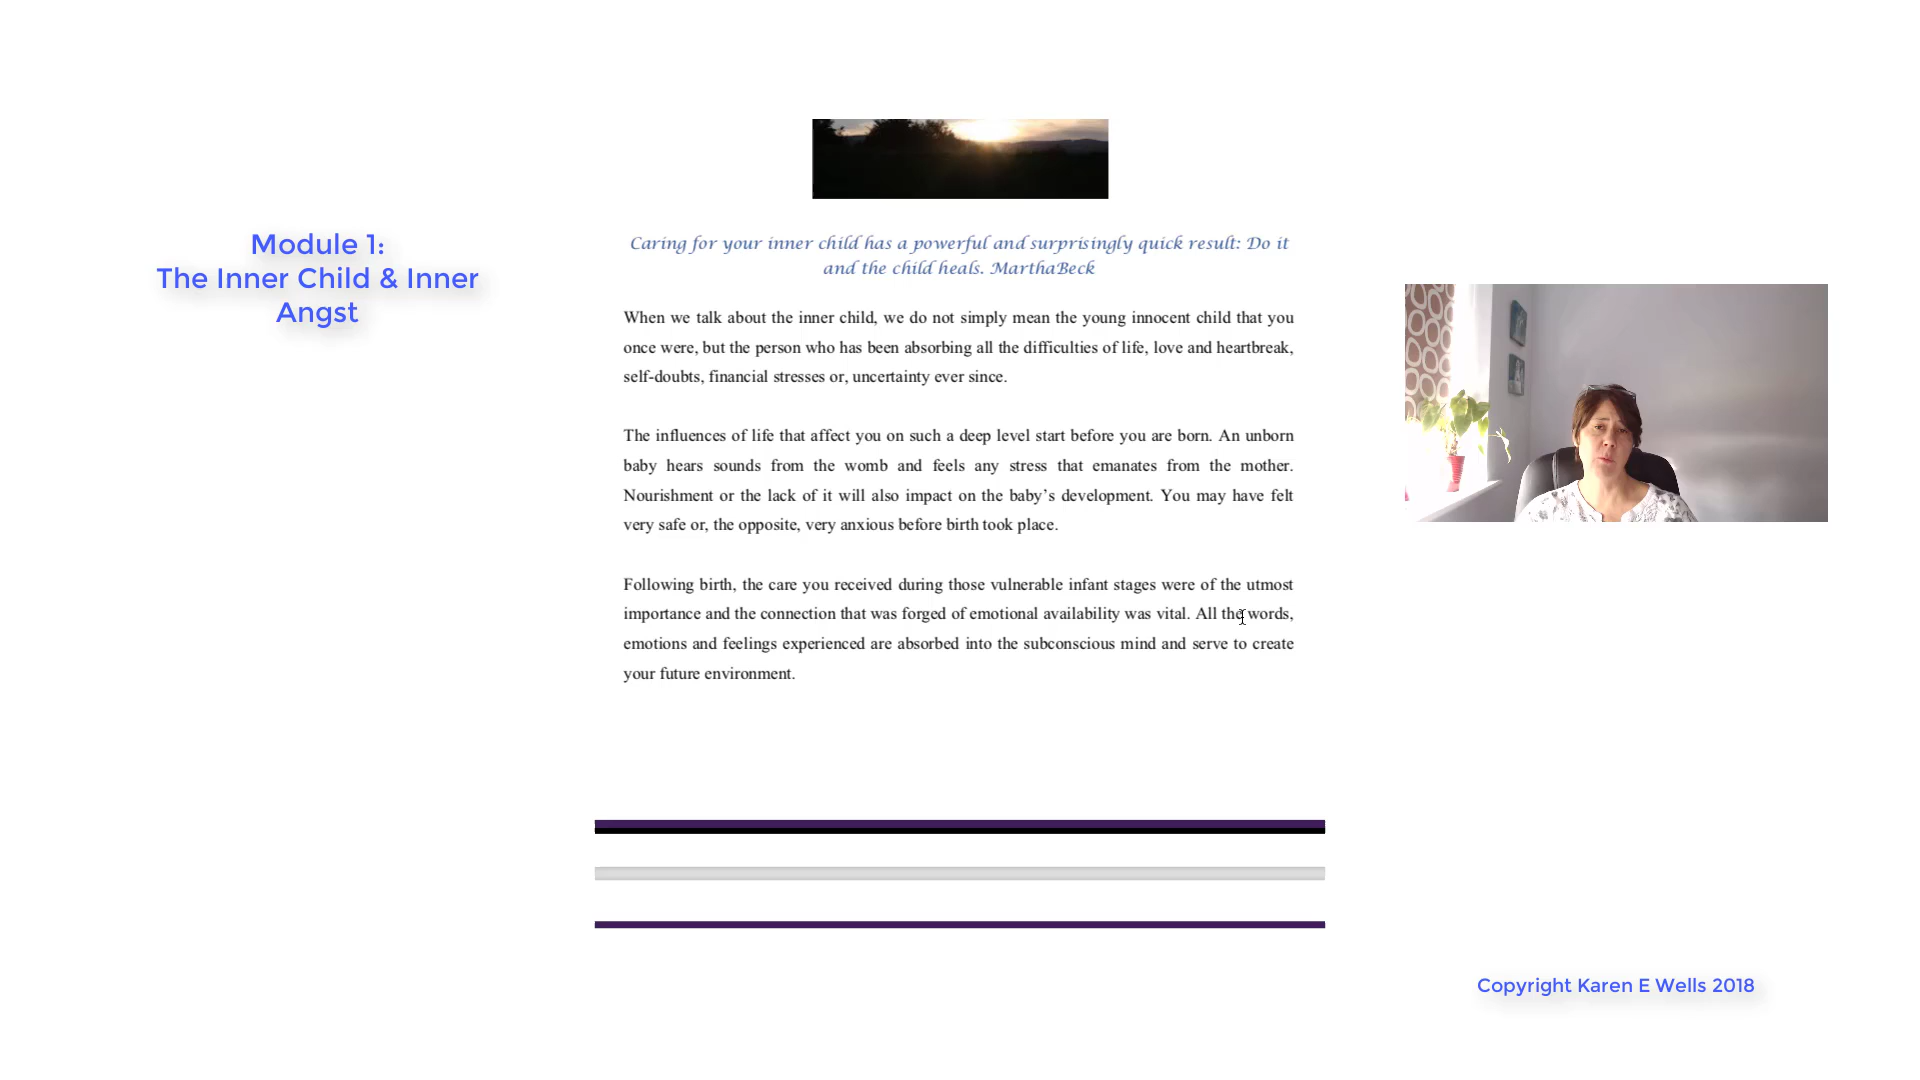 Module 1:
The Inner Child & Inner
Angst
Caring for your inner child has a powerful and surprisingly quick result: Do it
and the child heals. MarthaBeck
When we talk about the inner child, we do not simply mean the young innocent child that you
once were, but the person who has been absorbing all the difficulties of life, love and heartbreak,
self-doubts, financial stresses or, uncertainty ever since.
The influences of life that affect you on such a deep level start before you are born. An unborn
baby hears sounds from the womb and feels any stress that emanates from the mother.
Nourishment or the lack of it will also impact on the baby’s development. You may have felt
very safe or, the opposite, very anxious before birth took place.
Following birth, the care you received during those vulnerable infant stages were of the utmost
importance and the connection that was forged of emotional availability was vital. All the words,
emotions and feelings experienced are absorbed into the subconscious mind and serve to create
your future environment.
Copyright Karen E Wells 2018